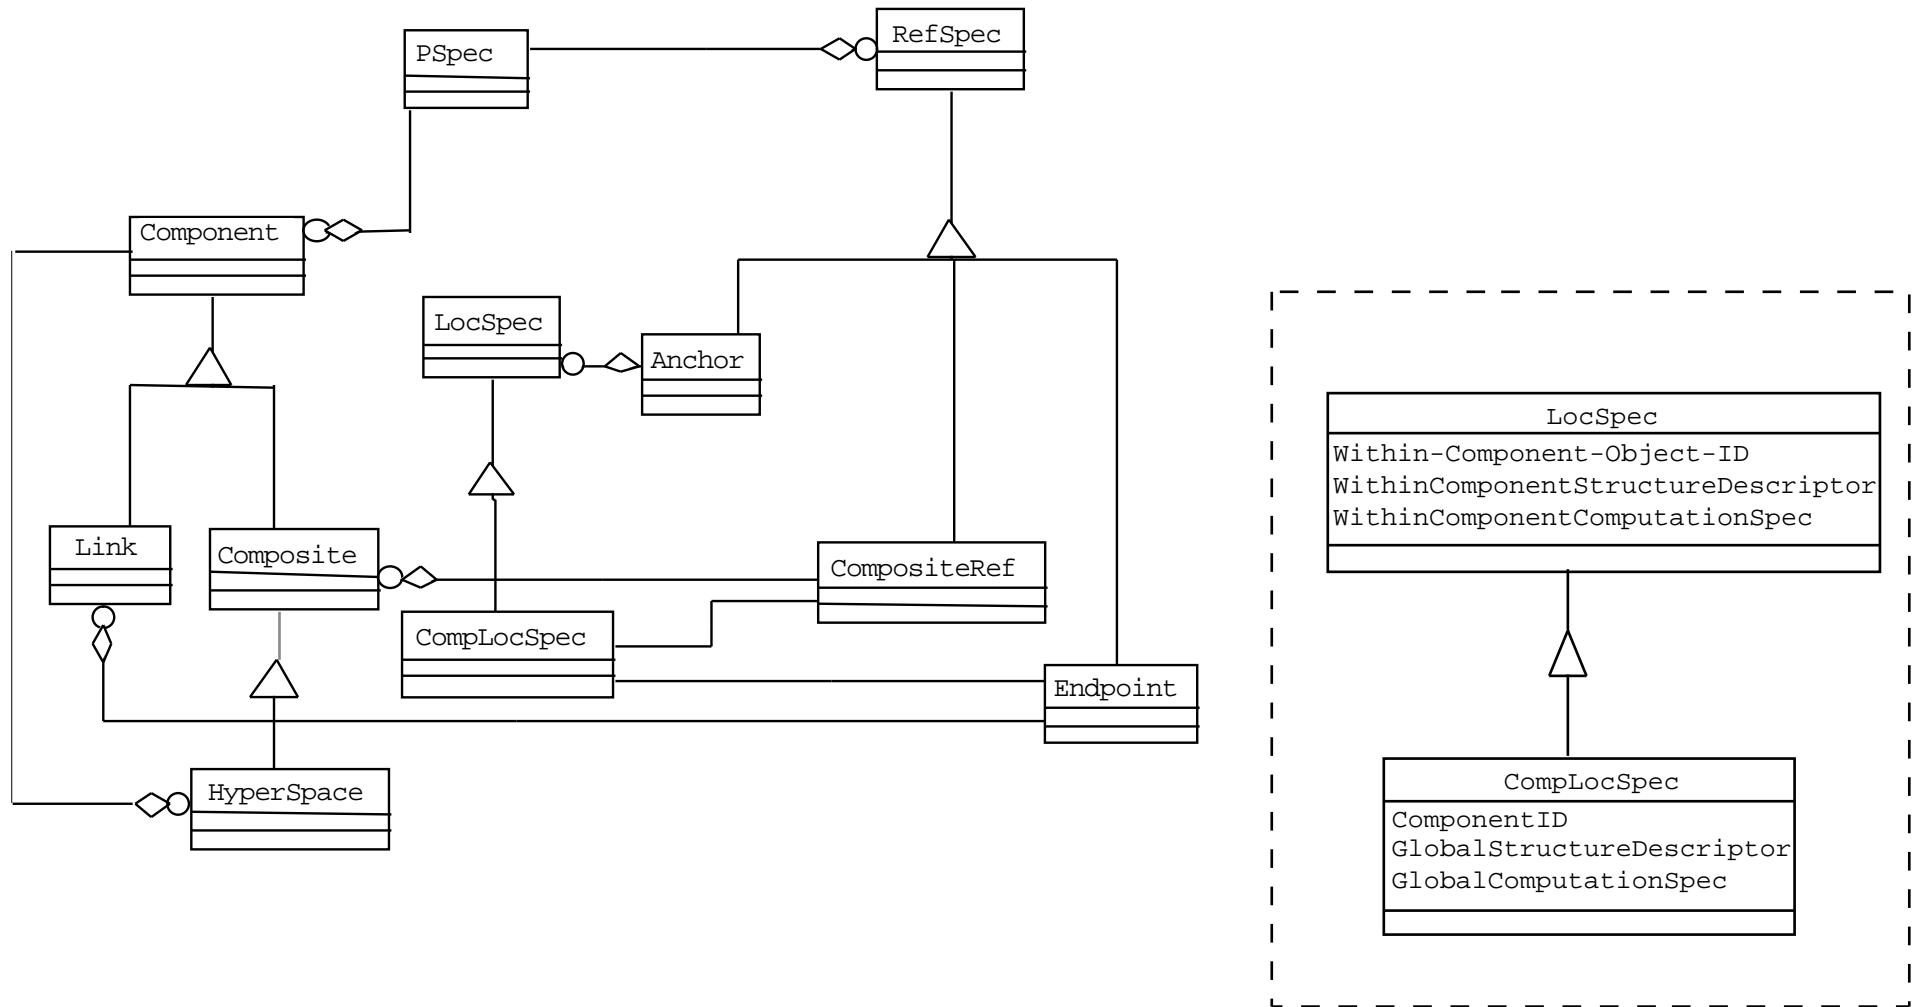 RefSpec
PSpec
Component
LocSpec
Anchor
Link
Composite
CompositeRef
CompLocSpec
Endpoint
HyperSpace
LocSpec
Within-Component-Object-ID
WithinComponentStructureDescriptor
WithinComponentComputationSpec
CompLocSpec
ComponentID
GlobalStructureDescriptor
GlobalComputationSpec